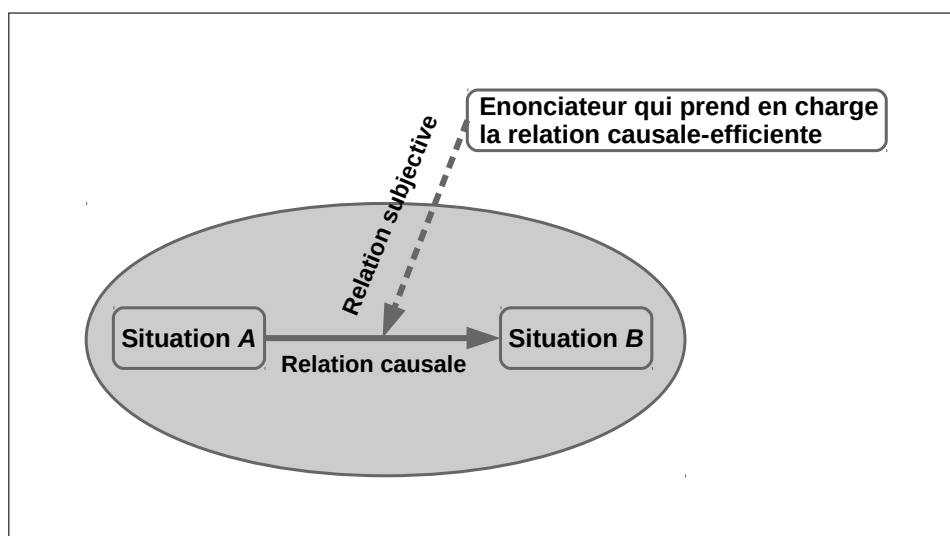 Enonciateur qui prend en charge
la relation causale-efficiente
Relation subjective
Situation A
Situation B
Relation causale